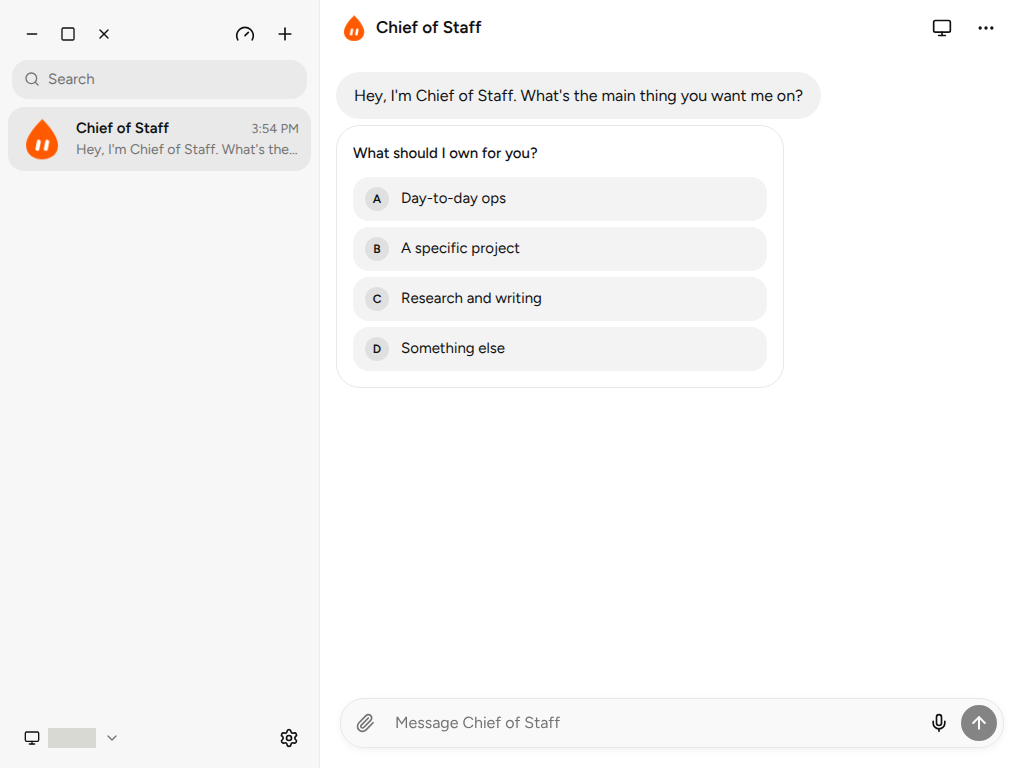 Search
Chief of Staff
3:54 PM
Hey, I'm Chief of Staff. What's the...
Chief of Staff
Hey, I'm Chief of Staff. What's the main thing you want me on?
What should I own for you?
A Day-to-day ops
B A specific project
C Research and writing
D Something else
Message Chief of Staff